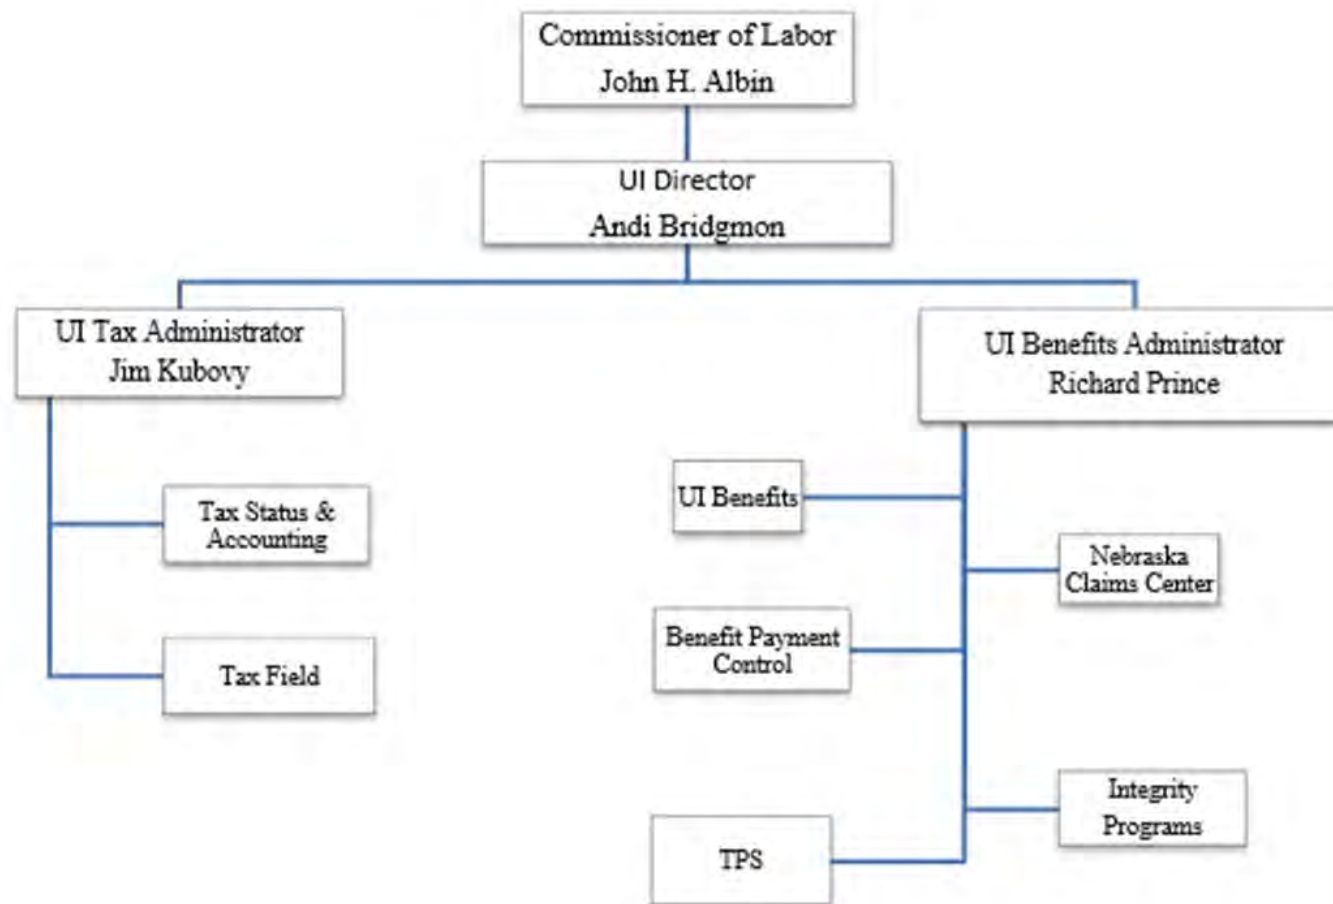 Commissioner of Labor
John H. Albin
UI Director
Andi Bridgmon
UI Tax Administrator
Jim Kubovy
UI Benefits Administrator
Richard Prince
Tax Status &
Accounting
Tax Field
UI Benefits
Nebraska
Claims Center
Benefit Payment
Control
Integrity
Programs
TPS